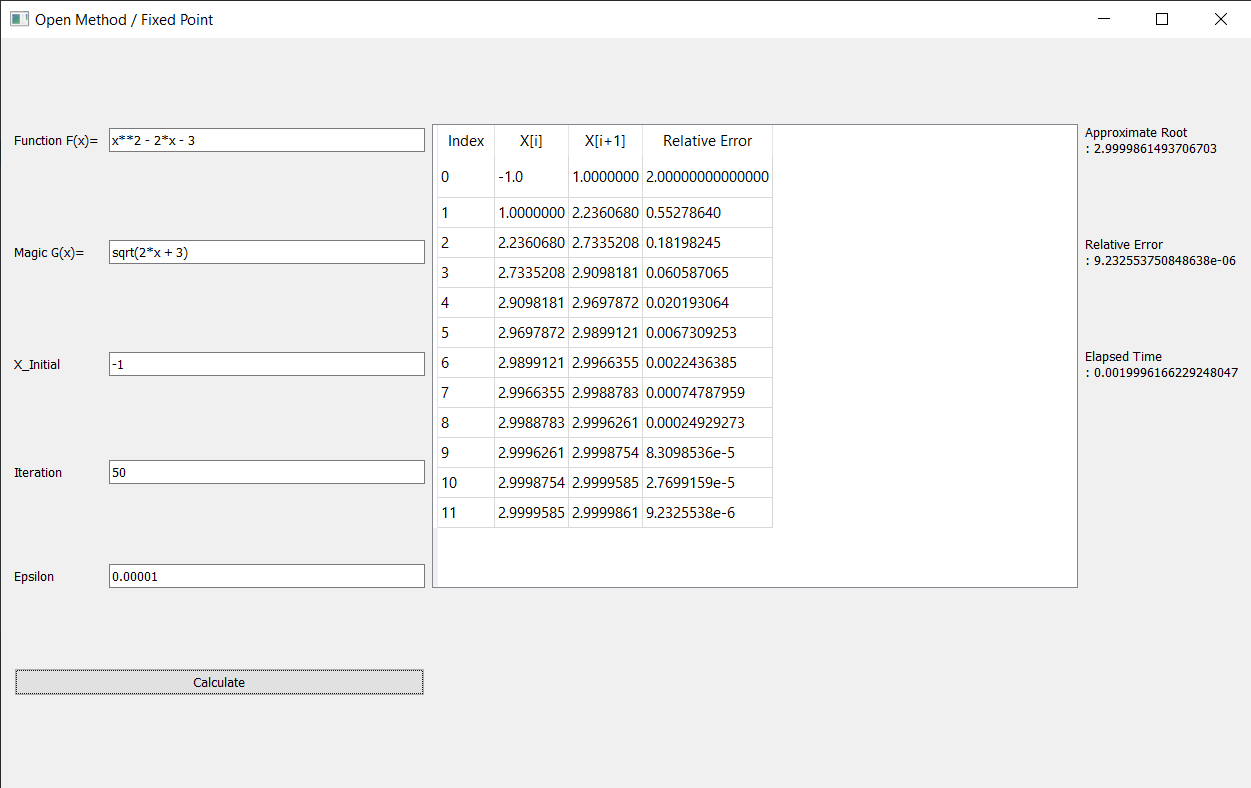 Open Method / Fixed Point
Function F(x)= x**2 - 2*x - 3
Magic G(x)= sqrt(2*x + 3)
X_Initial -1
Iteration 50
Epsilon 0.00001
Calculate
Index X[i] X[i+1] Relative Error
0 -1.0 1.0000000 2.00000000000000
1 1.0000000 2.2360680 0.55278640
2 2.2360680 2.7335208 0.18198245
3 2.7335208 2.9098181 0.060587065
4 2.9098181 2.9697872 0.020193064
5 2.9697872 2.9899121 0.0067309253
6 2.9899121 2.9966355 0.0022436385
7 2.9966355 2.9988783 0.00074787959
8 2.9988783 2.9996261 0.00024929273
9 2.9996261 2.9998754 8.3098536e-5
10 2.9998754 2.9999585 2.7699159e-5
11 2.9999585 2.9999861 9.2325538e-6
Approximate Root
: 2.9999861493706703
Relative Error
: 9.232553750848638e-06
Elapsed Time
: 0.0019996166229248047